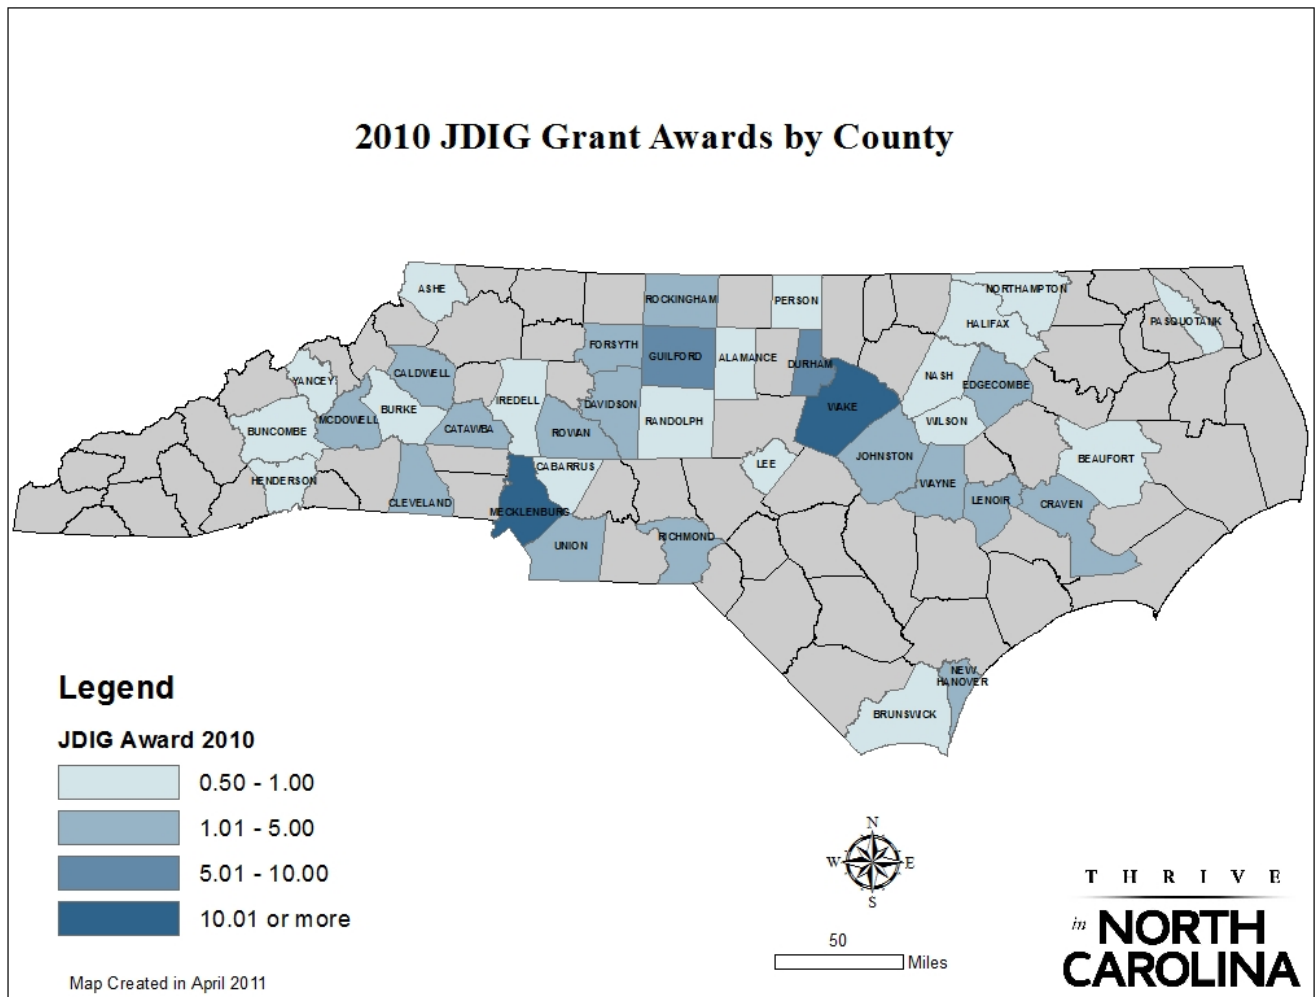 2010 JDIG Grant Awards by County
ASHE
ROCKINGHAM
PERSON
NORTHAMPTON
HALIFAX
PASQUOTANK
FORSYTH
GUILFORD
ALAMANCE
DURHAM
YANCEY
CALDWELL
IREDELL
DAVIDSON
NASH
EDGECOMBE
BURKE
MCDOWELL
BUNCOMBE
CATAWBA
ROWAN
RANDOLPH
WAKE
WILSON
HENDERSON
CABARRUS
LEE
JOHNSTON
BEAUFORT
CLEVELAND
MECKLENBURG
WAYNE
LENOIR
CRAVEN
UNION
RICHMOND
NEW
HANOVER
BRUNSWICK
Legend
JDIG Award 2010
0.50 - 1.00
1.01 - 5.00
5.01 - 10.00
10.01 or more
Map Created in April 2011
N
W E
S
50
Miles
THRIVE
in NORTH
CAROLINA